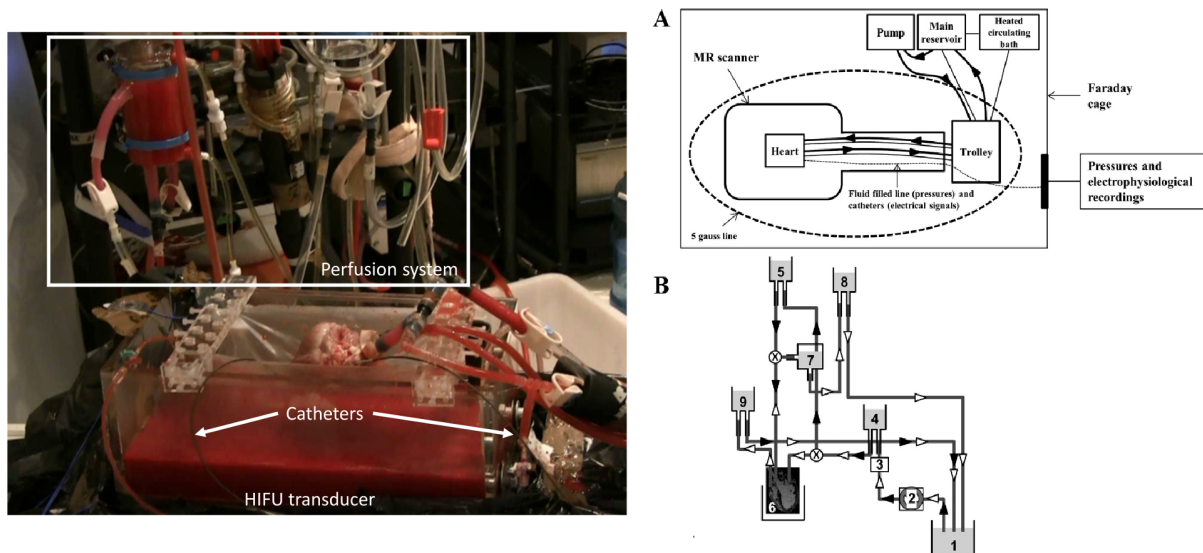 Perfusion system
Catheters
HIFU transducer
A
Pump
Main
reservoir
Heated
circulating
bath
MR scanner
Faraday
cage
Heart
Trolley
Pressures and
electrophysiological
recordings
Fluid filled line (pressures) and
catheters (electrical signals)
5 gauss line
B
5
8
X
7
9
4
X
3
6
2
1